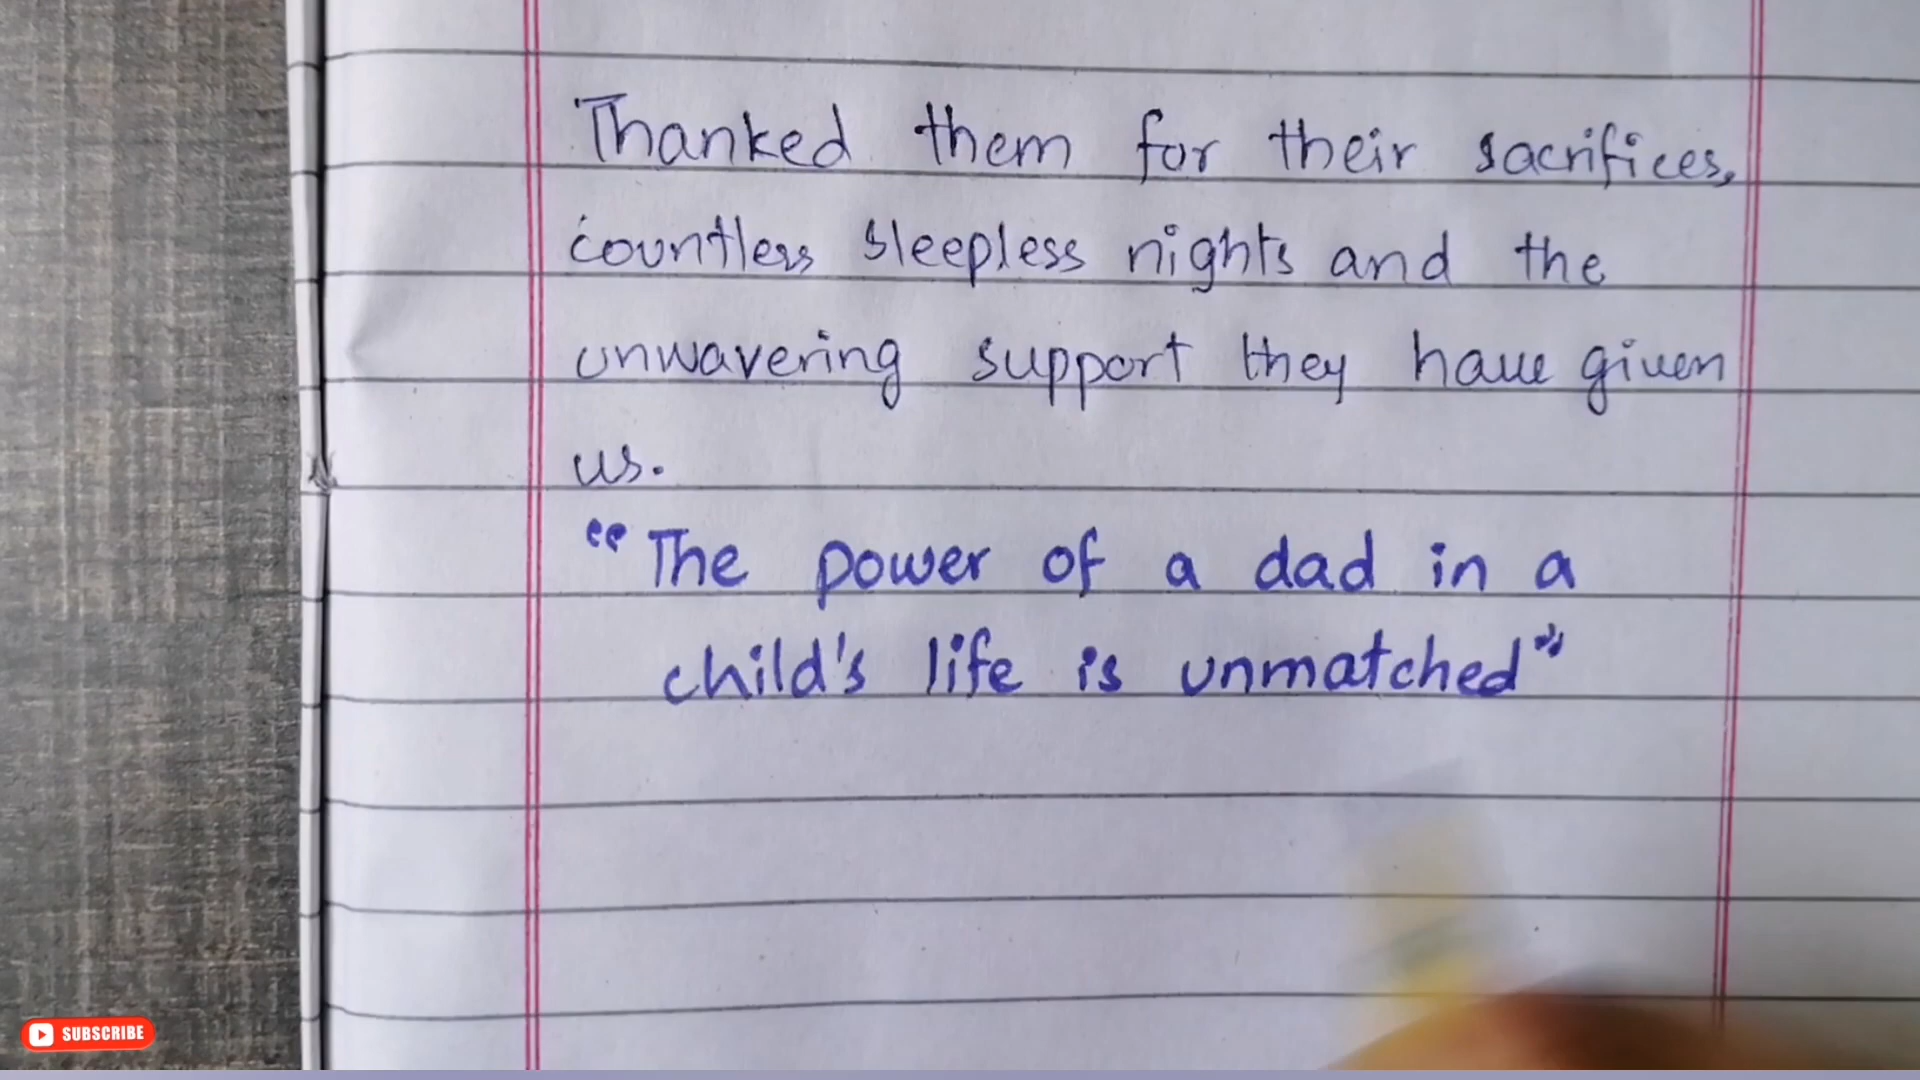 Thanked them for their sacrifices,
countless sleepless nights and the
unwavering support they have given
us.
“The power of a dad in a
child's life is unmatched”
SUBSCRIBE